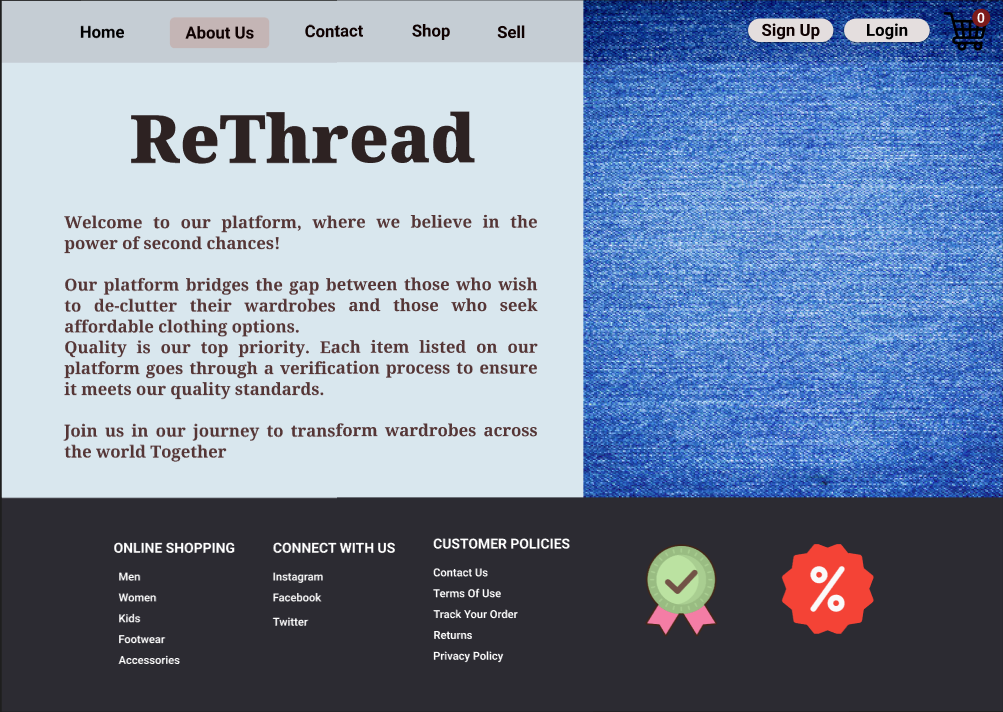 Home About Us Contact Shop Sell Sign Up Login 0
ReThread
Welcome to our platform, where we believe in the
power of second chances!
Our platform bridges the gap between those who wish
to de-clutter their wardrobes and those who seek
affordable clothing options.
Quality is our top priority. Each item listed on our
platform goes through a verification process to ensure
it meets our quality standards.
Join us in our journey to transform wardrobes across
the world Together
ONLINE SHOPPING
Men
Women
Kids
Footwear
Accessories
CONNECT WITH US
Instagram
Facebook
Twitter
CUSTOMER POLICIES
Contact Us
Terms Of Use
Track Your Order
Returns
Privacy Policy
%